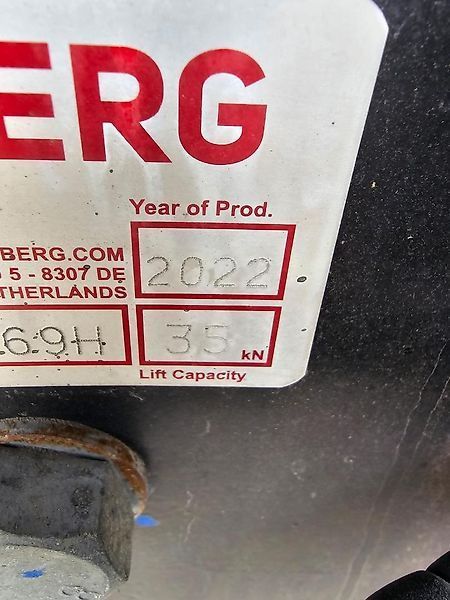 ERG
Year of Prod.
BERG.COM
5 - 8307 DE
THERLANDS
2022
69H
35 kN
Lift Capacity